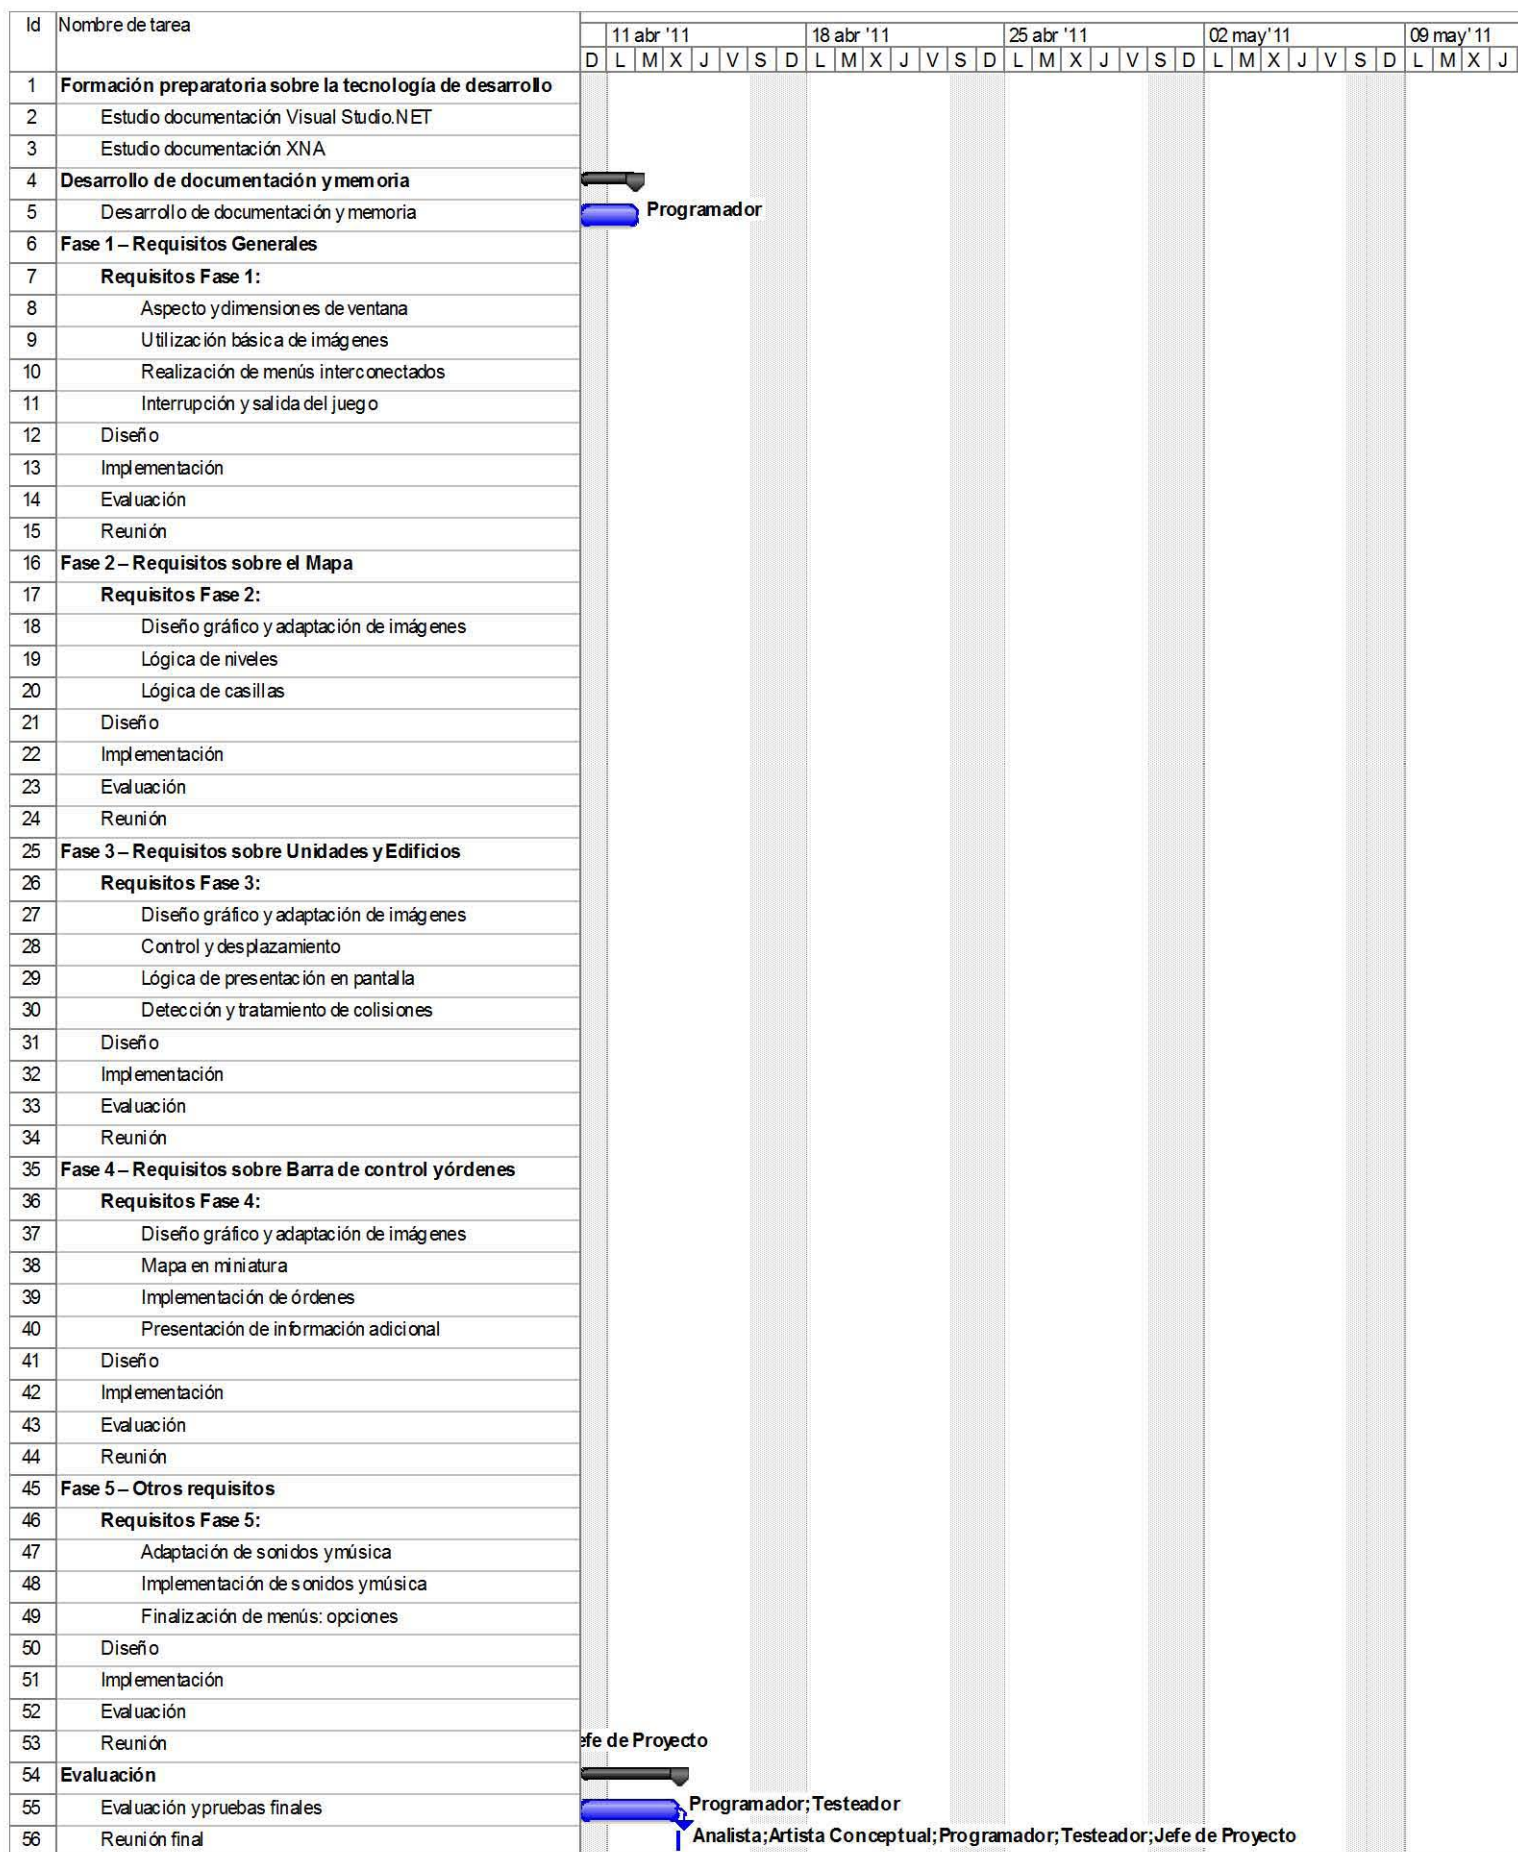 Id Nombre de tarea
11 abr '11 18 abr '11 25 abr '11 02 may '11 09 may '11
D L M X J V S D L M X J V S D L M X J V S D L M X J V S D L M X J
1 Formación preparatoria sobre la tecnología de desarrollo
2 Estudio documentación Visual Studio.NET
3 Estudio documentación XNA
4 Desarrollo de documentación y memoria
5 Desarrollo de documentación y memoria Programador
6 Fase 1 – Requisitos Generales
7 Requisitos Fase 1:
8 Aspecto y dimensiones de ventana
9 Utilización básica de imágenes
10 Realización de menús interconectados
11 Interrupción y salida del juego
12 Diseño
13 Implementación
14 Evaluación
15 Reunión
16 Fase 2 – Requisitos sobre el Mapa
17 Requisitos Fase 2:
18 Diseño gráfico y adaptación de imágenes
19 Lógica de niveles
20 Lógica de casillas
21 Diseño
22 Implementación
23 Evaluación
24 Reunión
25 Fase 3 – Requisitos sobre Unidades y Edificios
26 Requisitos Fase 3:
27 Diseño gráfico y adaptación de imágenes
28 Control y desplazamiento
29 Lógica de presentación en pantalla
30 Detección y tratamiento de colisiones
31 Diseño
32 Implementación
33 Evaluación
34 Reunión
35 Fase 4 – Requisitos sobre Barra de control y órdenes
36 Requisitos Fase 4:
37 Diseño gráfico y adaptación de imágenes
38 Mapa en miniatura
39 Implementación de órdenes
40 Presentación de información adicional
41 Diseño
42 Implementación
43 Evaluación
44 Reunión
45 Fase 5 – Otros requisitos
46 Requisitos Fase 5:
47 Adaptación de sonidos y música
48 Implementación de sonidos y música
49 Finalización de menús: opciones
50 Diseño
51 Implementación
52 Evaluación
53 Reunión efe de Proyecto
54 Evaluación
55 Evaluación y pruebas finales Programador;Testeador
56 Reunión final Analista;Artista Conceptual;Programador;Testeador;Jefe de Proyecto